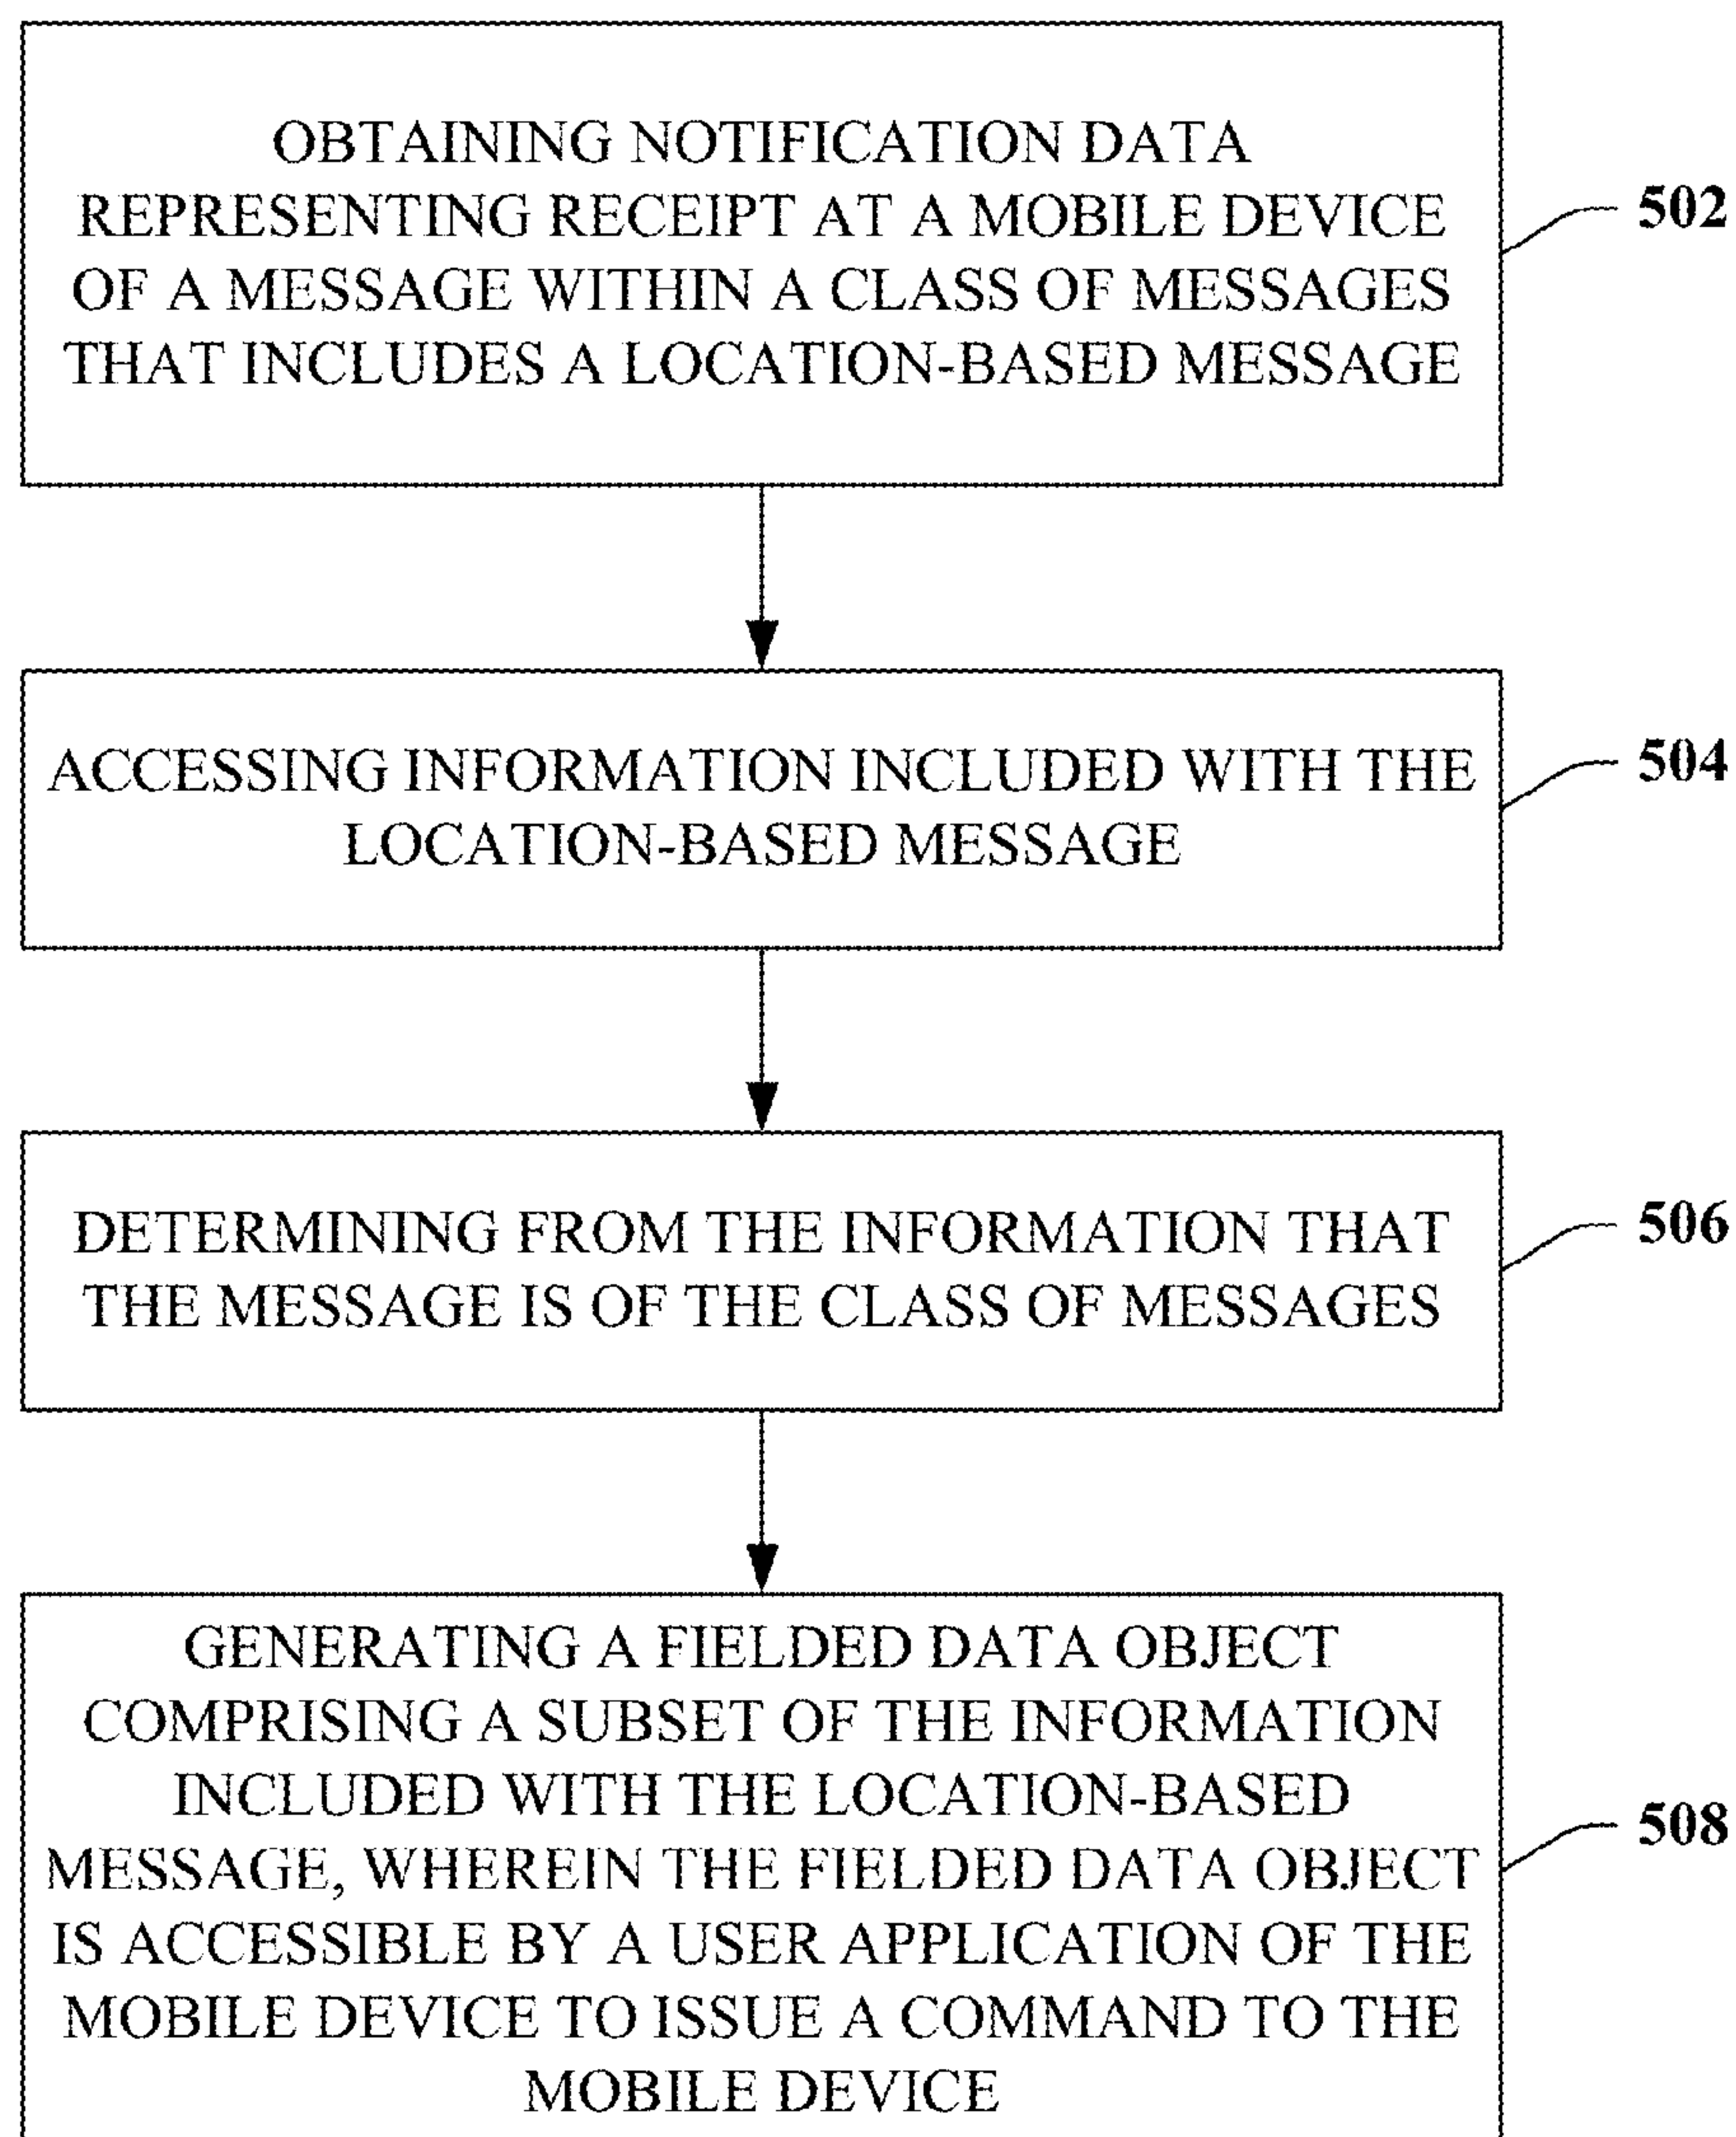 OBTAINING NOTIFICATION DATA
REPRESENTING RECEIPT AT A MOBILE DEVICE
OF A MESSAGE WITHIN A CLASS OF MESSAGES
THAT INCLUDES A LOCATION-BASED MESSAGE
502
ACCESSING INFORMATION INCLUDED WITH THE
LOCATION-BASED MESSAGE
504
DETERMINING FROM THE INFORMATION THAT
THE MESSAGE IS OF THE CLASS OF MESSAGES
506
GENERATING A FIELDED DATA OBJECT
COMPRISING A SUBSET OF THE INFORMATION
INCLUDED WITH THE LOCATION-BASED
MESSAGE, WHEREIN THE FIELDED DATA OBJECT
IS ACCESSIBLE BY A USER APPLICATION OF THE
MOBILE DEVICE TO ISSUE A COMMAND TO THE
MOBILE DEVICE
508